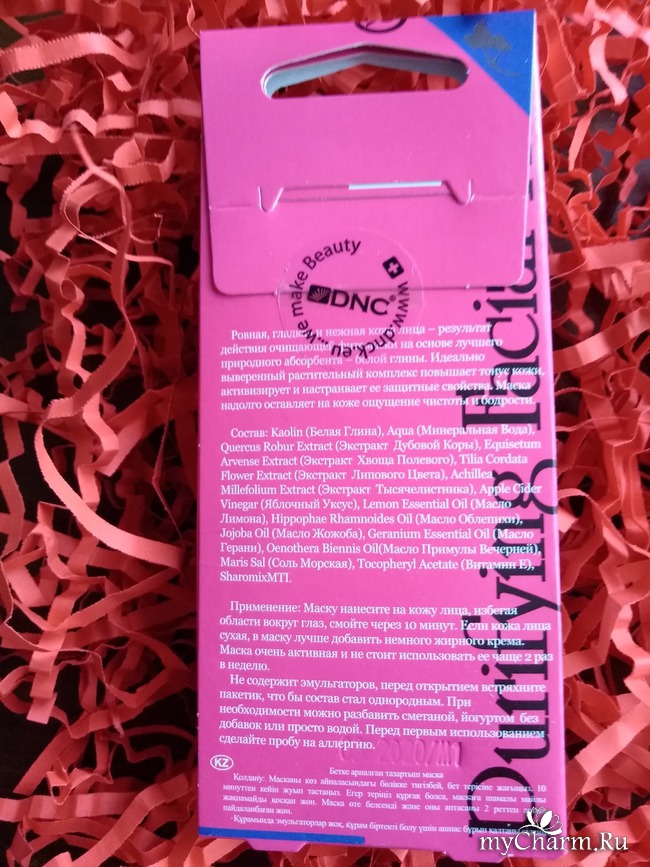 we make Beauty
DNC®
www.dnc.eu
Purifying facial
Ровная, гладкая и нежная кожа лица – результат
действия очищающей на основе лучшего
природного абсорбента – белой глины. Идеально
выверенный растительный комплекс повышает тонус кожи,
активизирует и настраивает ее защитные свойства. Маска
надолго оставляет на коже ощущение чистоты и бодрости.
Состав: Kaolin (Белая Глина), Aqua (Минеральная Вода),
Quercus Robur Extract (Экстракт Дубовой Коры), Equisetum
Arvense Extract (Экстракт Хвоща Полевого), Tilia Cordata
Flower Extract (Экстракт Липового Цвета), Achillea
Millefolium Extract (Экстракт Тысячелистника), Apple Cider
Vinegar (Яблочный Уксус), Lemon Essential Oil (Масло
Лимона), Hippophae Rhamnoides Oil (Масло Облепихи),
Jojoba Oil (Масло Жожоба), Geranium Essential Oil (Масло
Герани), Oenothera Biennis Oil(Масло Примулы Вечерней),
Maris Sal (Соль Морская), Tocopheryl Acetate (Витамин Е),
SharomixMTI.
Применение: Маску нанесите на кожу лица, избегая
области вокруг глаз, смойте через 10 минут. Если кожа лица
сухая, в маску лучше добавить немного жирного крема.
Маска очень активная и не стоит использовать ее чаще 2 раз
в неделю.
Не содержит эмульгаторов, перед открытием встряхните
пакетик, что бы состав стал однородным. При
необходимости можно разбавить сметаной, йогуртом без
добавок или просто водой. Перед первым использованием
сделайте пробу на аллергию.
KZ
Бетке арналған тазартқыш маска
Қолдану: Масканы көз айналасындағы бөлікке тигізбей, бет терісіне жағыңыз, 10
минуттен кейін жуып тастаңыз. Егер теріңіз құрғақ болса, маскаға шамалы майлы
жақпамайды қосқан жөн. Маска өте белсенді және оны аптасына 2 реттен
пайдаланбаған жөн.
Құрамында эмульгаторлар жоқ, құрам біртекті болу үшін ашпас бұрын
myCharm.Ru